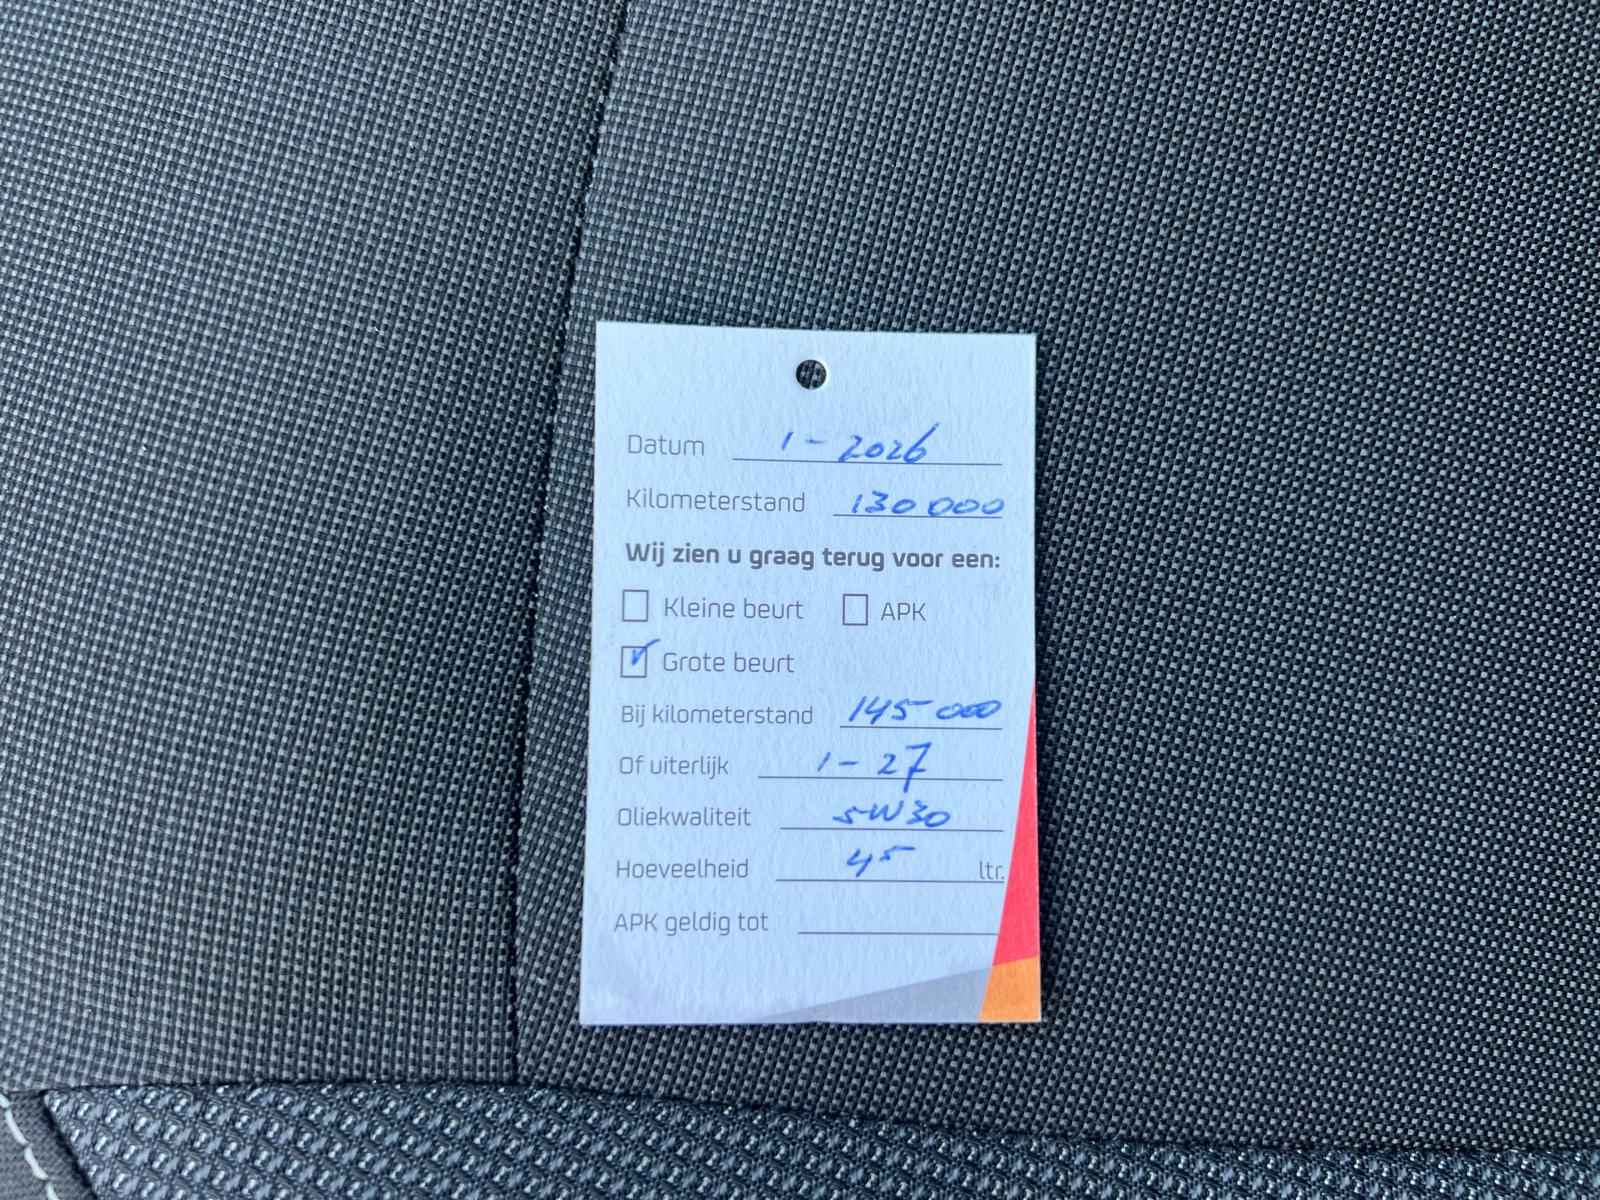 Datum 1-2026
Kilometerstand 130 000
Wij zien u graag terug voor een:
Kleine beurt APK
Grote beurt
Bij kilometerstand 145 000
Of uiterlijk 1-27
Oliekwaliteit 5W30
Hoeveelheid 45 ltr.
APK geldig tot